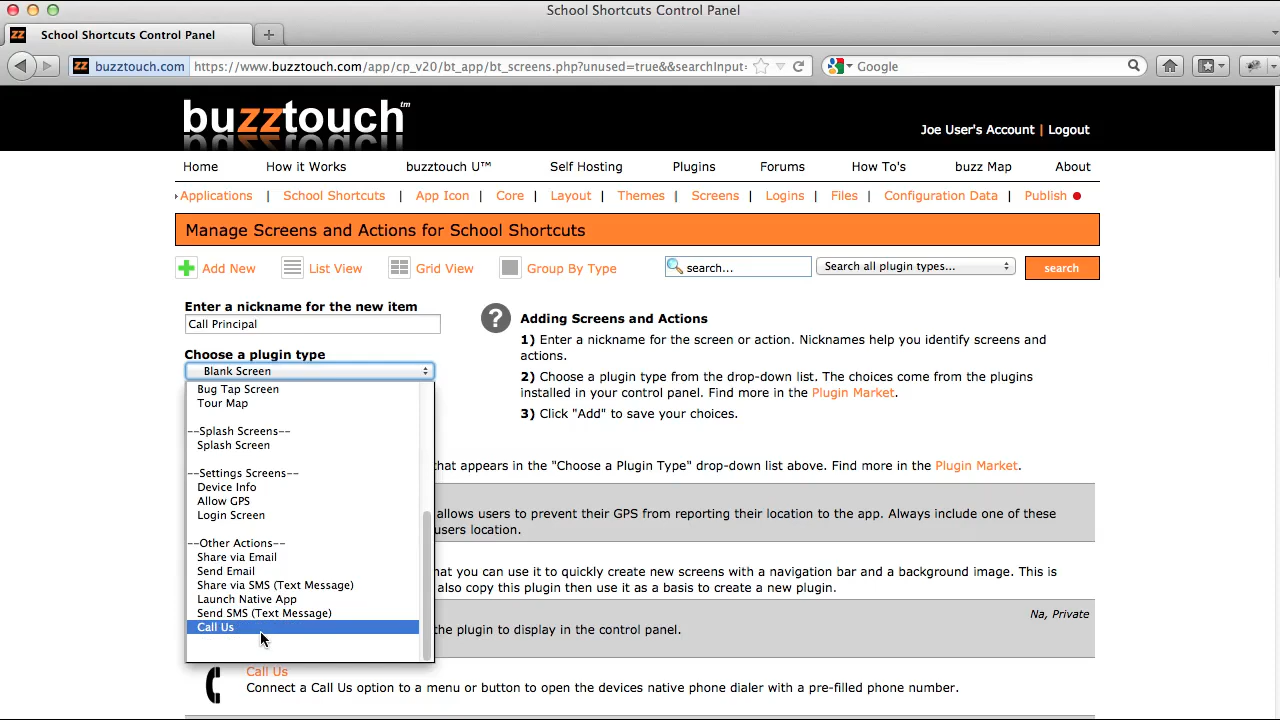 School Shortcuts Control Panel
School Shortcuts Control Panel
buzztouch.com https://www.buzztouch.com/app/cp_v20/bt_app/bt_screens.php?unused=true&&searchInput= Google
buzztouch™
Joe User's Account | Logout
Home How it Works buzztouch U™ Self Hosting Plugins Forums How To's buzz Map About
Applications | School Shortcuts | App Icon | Core | Layout | Themes | Screens | Logins | Files | Configuration Data | Publish
Manage Screens and Actions for School Shortcuts
Add New List View Grid View Group By Type search... Search all plugin types... search
Enter a nickname for the new item
Call Principal
Choose a plugin type
Blank Screen
Bug Tap Screen
Tour Map
--Splash Screens--
Splash Screen
--Settings Screens--
Device Info
Allow GPS
Login Screen
--Other Actions--
Share via Email
Send Email
Share via SMS (Text Message)
Launch Native App
Send SMS (Text Message)
Call Us
? Adding Screens and Actions
1) Enter a nickname for the screen or action. Nicknames help you identify screens and
actions.
2) Choose a plugin type from the drop-down list. The choices come from the plugins
installed in your control panel. Find more in the Plugin Market.
3) Click "Add" to save your choices.
that appears in the "Choose a Plugin Type" drop-down list above. Find more in the Plugin Market.
allows users to prevent their GPS from reporting their location to the app. Always include one of these
users location.
hat you can use it to quickly create new screens with a navigation bar and a background image. This is
also copy this plugin then use it as a basis to create a new plugin.
Na, Private
the plugin to display in the control panel.
Call Us
Connect a Call Us option to a menu or button to open the devices native phone dialer with a pre-filled phone number.